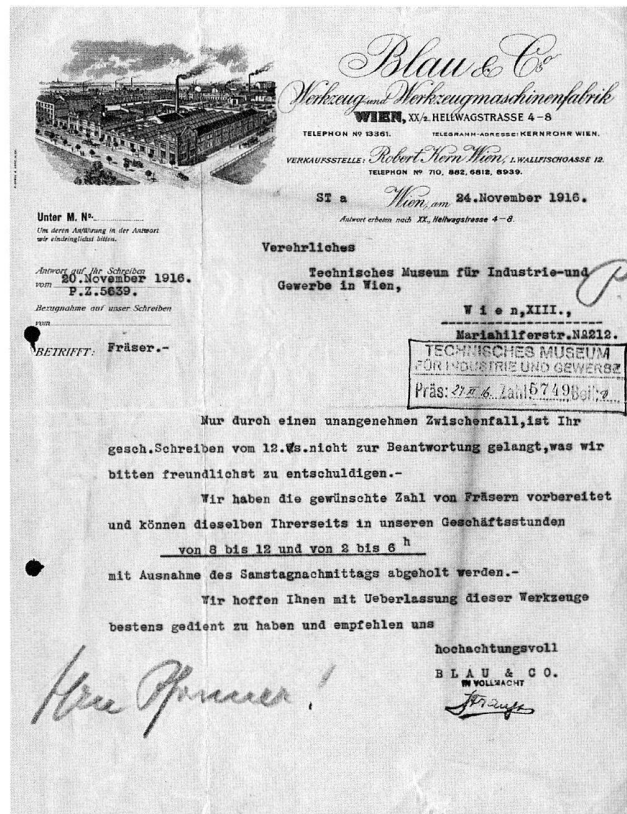 Blau & Co
Werkzeug und Werkzeugmaschinenfabrik
WIEN, XX/2. HELLWAGSTRASSE 4-8
TELEPHON No 13361. TELEGRAMM-ADRESSE: KERNROHR WIEN.
VERKAUFSSTELLE: Robert Kern Wien, I. WALLFISCHGASSE 12.
TELEPHON No 710, 882, 6812, 8939.
ST a Wien, am 24.November 1916.
Antwort erbeten nach XX., Hellwagstrasse 4-8.
Unter M. No.
Um deren Anführung in der Antwort
wir eindringlichst bitten.
Antwort auf Ihr Schreiben
vom 20.November 1916.
P.Z.5639.
Bezugnahme auf unser Schreiben
vom
BETRIFFT: Fräser.-
Verehrliches
Technisches Museum für Industrie-und
Gewerbe in Wien,
Wien,XIII.,
Mariahilferstr.No212.
TECHNISCHES MUSEUM
FÜR INDUSTRIE UND GEWERBE
Präs: Zahl 5749 Beil:
Nur durch einen unangenehmen Zwischenfall,ist Ihr
gesch.Schreiben vom 12.ds.nicht zur Beantwortung gelangt,was wir
bitten freundlichst zu entschuldigen.-
Wir haben die gewünschte Zahl von Fräsern vorbereitet
und können dieselben Ihrerseits in unseren Geschäftsstunden
von 8 bis 12 und von 2 bis 6 h
mit Ausnahme des Samstagnachmittags abgeholt werden.-
Wir hoffen Ihnen mit Ueberlassung dieser Werkzeuge
bestens gedient zu haben und empfehlen uns
hochachtungsvoll
BLAU & CO.
IN VOLLMACHT